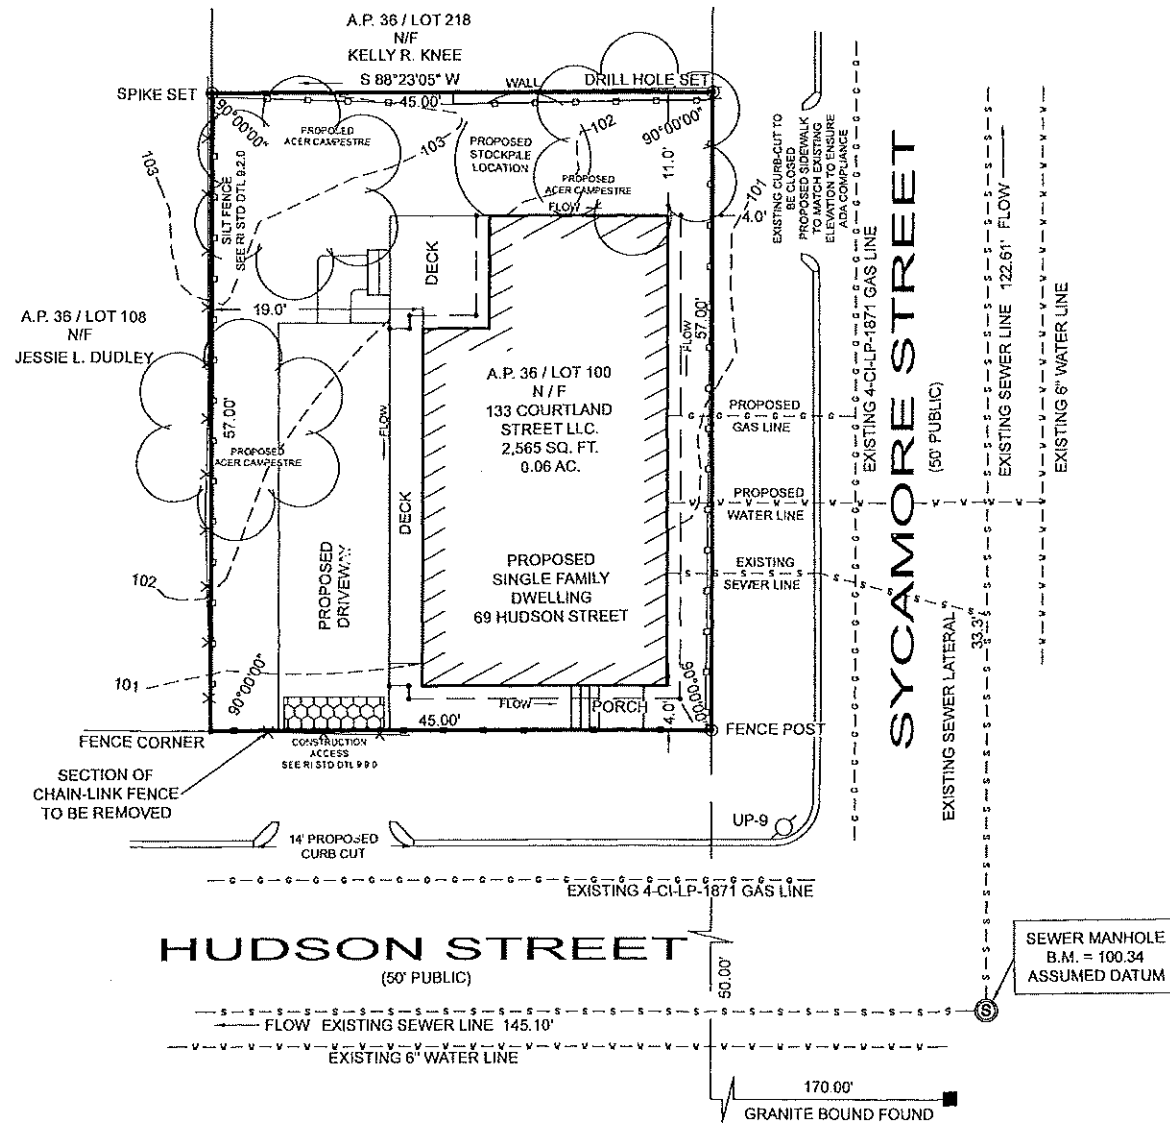 A.P. 36 / LOT 218
N/F
KELLY R. KNEE
S 88°23'05" W
WALL
DRILL HOLE SET
SPIKE SET
45.00'
90°00'00"
90°00'00"
PROPOSED
ACER CAMPESTRE
103
102
PROPOSED
STOCKPILE
LOCATION
PROPOSED
ACER CAMPESTRE
FLOW
11.0'
101
4.0'
EXISTING CURB-CUT TO
BE CLOSED
PROPOSED SIDEWALK
TO MATCH EXISTING
ELEVATION TO ENSURE
ADA COMPLIANCE
103
SILT FENCE
SEE RI STD DTL 9.2.0
DECK
19.0'
A.P. 36 / LOT 108
N/F
JESSIE L. DUDLEY
57.00'
PROPOSED
ACER CAMPESTRE
FLOW
DECK
A.P. 36 / LOT 100
N / F
133 COURTLAND
STREET LLC.
2,565 SQ. FT.
0.06 AC.
FLOW
57.00'
PROPOSED
GAS LINE
PROPOSED
WATER LINE
EXISTING
SEWER LINE
PROPOSED
SINGLE FAMILY
DWELLING
69 HUDSON STREET
PROPOSED
DRIVEWAY
102
101
90°00'00"
90°00'00"
FLOW
PORCH
4.0'
45.00'
FENCE CORNER
FENCE POST
CONSTRUCTION
ACCESS
SEE RI STD DTL 9.9.0
SECTION OF
CHAIN-LINK FENCE
TO BE REMOVED
14' PROPOSED
CURB CUT
UP-9
EXISTING 4-CI-LP-1871 GAS LINE
SYCAMORE STREET
(50' PUBLIC)
EXISTING SEWER LINE 122.61' FLOW
EXISTING 6" WATER LINE
EXISTING SEWER LATERAL
33.3'
EXISTING 4-CI-LP-1871 GAS LINE
HUDSON STREET
(50' PUBLIC)
50.00'
SEWER MANHOLE
B.M. = 100.34
ASSUMED DATUM
S
FLOW EXISTING SEWER LINE 145.10'
EXISTING 6" WATER LINE
170.00'
GRANITE BOUND FOUND